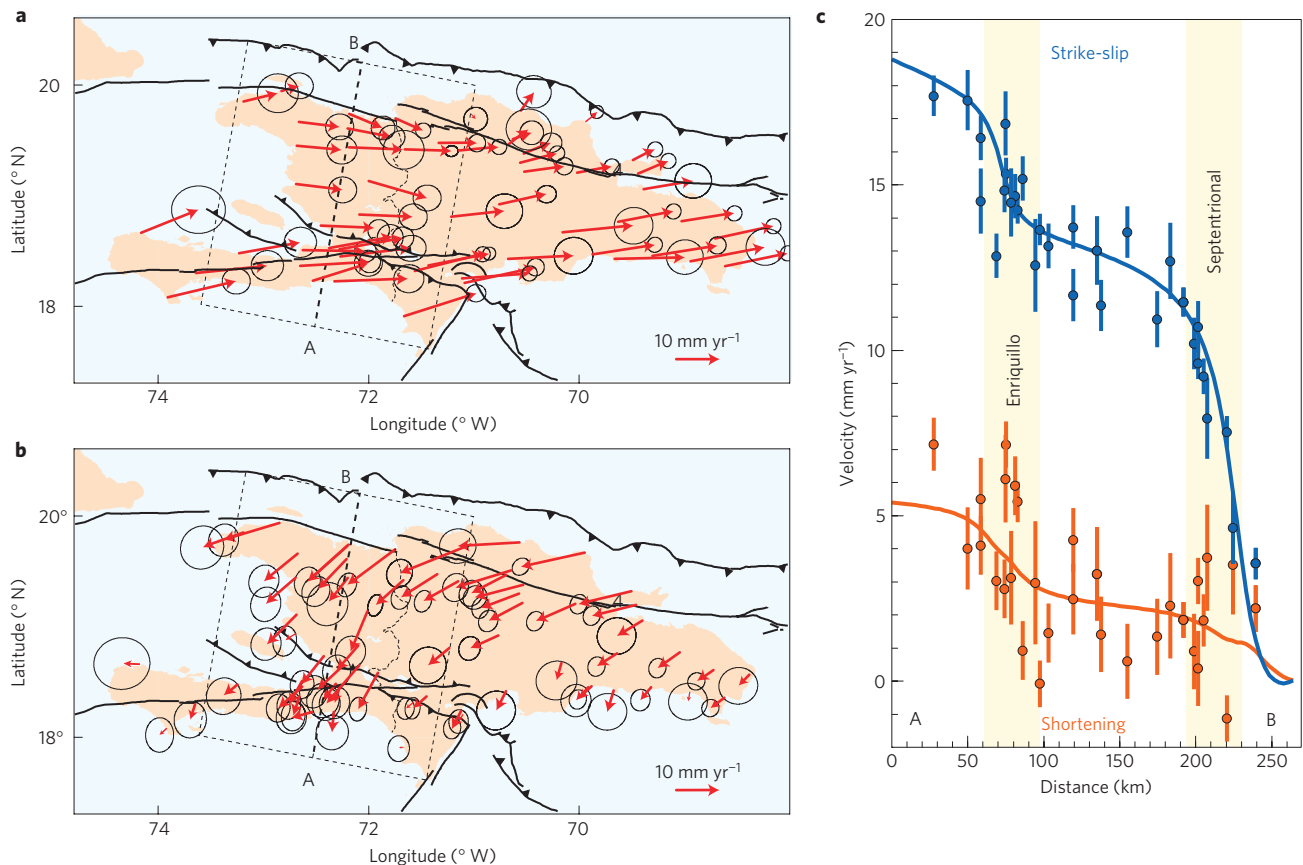 a
B
20
18
A
10 mm yr⁻¹
74
72
70
Latitude (° N)
Longitude (° W)
4
b
B
20°
18°
A
10 mm yr⁻¹
74
72
70
Latitude (° N)
Longitude (° W)
4
c
20
15
10
5
0
Velocity (mm yr⁻¹)
Strike-slip
Enriquillo
Septentrional
Shortening
A
B
0
50
100
150
200
250
Distance (km)